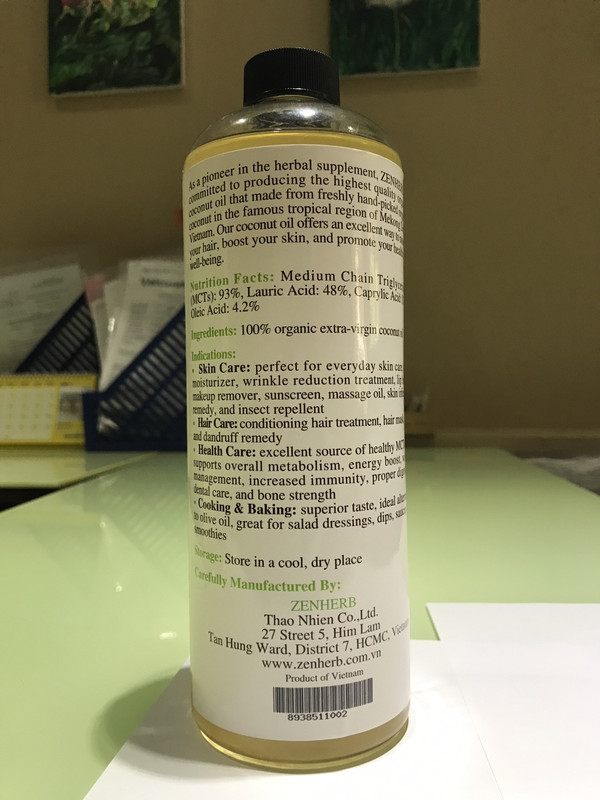 As a pioneer in the herbal supplement,
committed to producing the highest quality
coconut oil that made from freshly hand-picked
coconut in the famous tropical region of Mekong
Vietnam. Our coconut oil offers an excellent way to
your hair, boost your skin, and promote your
well-being.
Nutrition Facts: Medium Chain
(MCTs): 93%, Lauric Acid: 48%, Caprylic Acid:
Oleic Acid: 4.2%
Ingredients: 100% organic extra-virgin coconut
Indications:
· Skin Care: perfect for everyday skin
moisturizer, wrinkle reduction treatment,
makeup remover, sunscreen, massage oil, skin
remedy, and insect repellent
· Hair Care: conditioning hair treatment, hair
and dandruff remedy
· Health Care: excellent source of healthy
supports overall metabolism, energy boost,
management, increased immunity, proper
dental care, and bone strength
· Cooking & Baking: superior taste, ideal
to olive oil, great for salad dressings, dips,
smoothies
Storage: Store in a cool, dry place
Carefully Manufactured By:
ZENHERB
Thao Nhien Co.,Ltd.
27 Street 5, Him Lam
Tan Hung Ward, District 7, HCMC, Vietnam
www.zenherb.com.vn
Product of Vietnam
8938511002